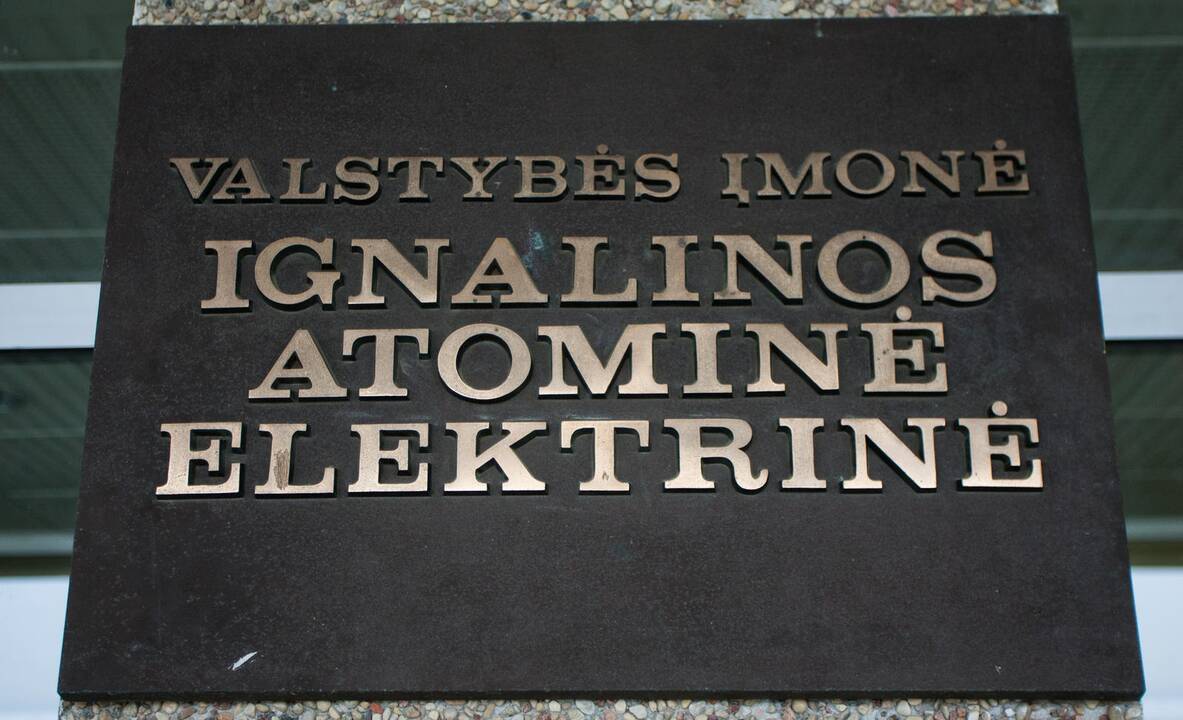 VALSTYBĖS ĮMONĖ
IGNALINOS
ATOMINĖ
ELEKTRINĖ